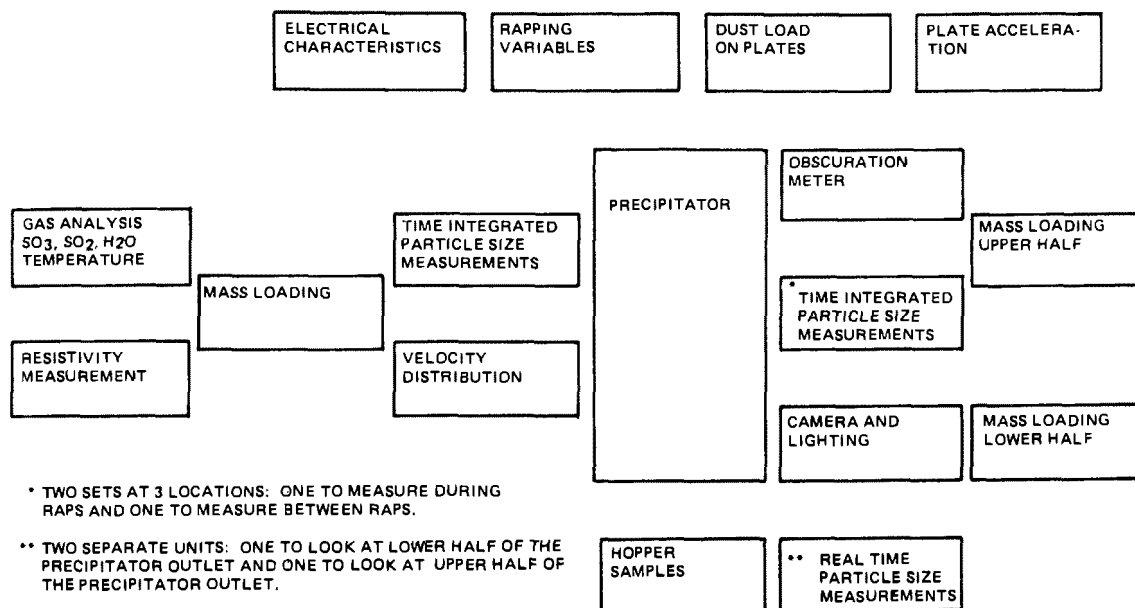 ELECTRICAL
CHARACTERISTICS
RAPPING
VARIABLES
DUST LOAD
ON PLATES
PLATE ACCELERA-
TION
GAS ANALYSIS
SO3, SO2, H2O
TEMPERATURE
RESISTIVITY
MEASUREMENT
MASS LOADING
TIME INTEGRATED
PARTICLE SIZE
MEASUREMENTS
VELOCITY
DISTRIBUTION
PRECIPITATOR
OBSCURATION
METER
* TIME INTEGRATED
PARTICLE SIZE
MEASUREMENTS
CAMERA AND
LIGHTING
MASS LOADING
UPPER HALF
MASS LOADING
LOWER HALF
* TWO SETS AT 3 LOCATIONS: ONE TO MEASURE DURING
RAPS AND ONE TO MEASURE BETWEEN RAPS.
** TWO SEPARATE UNITS: ONE TO LOOK AT LOWER HALF OF THE
PRECIPITATOR OUTLET AND ONE TO LOOK AT UPPER HALF OF
THE PRECIPITATOR OUTLET.
HOPPER
SAMPLES
** REAL TIME
PARTICLE SIZE
MEASUREMENTS